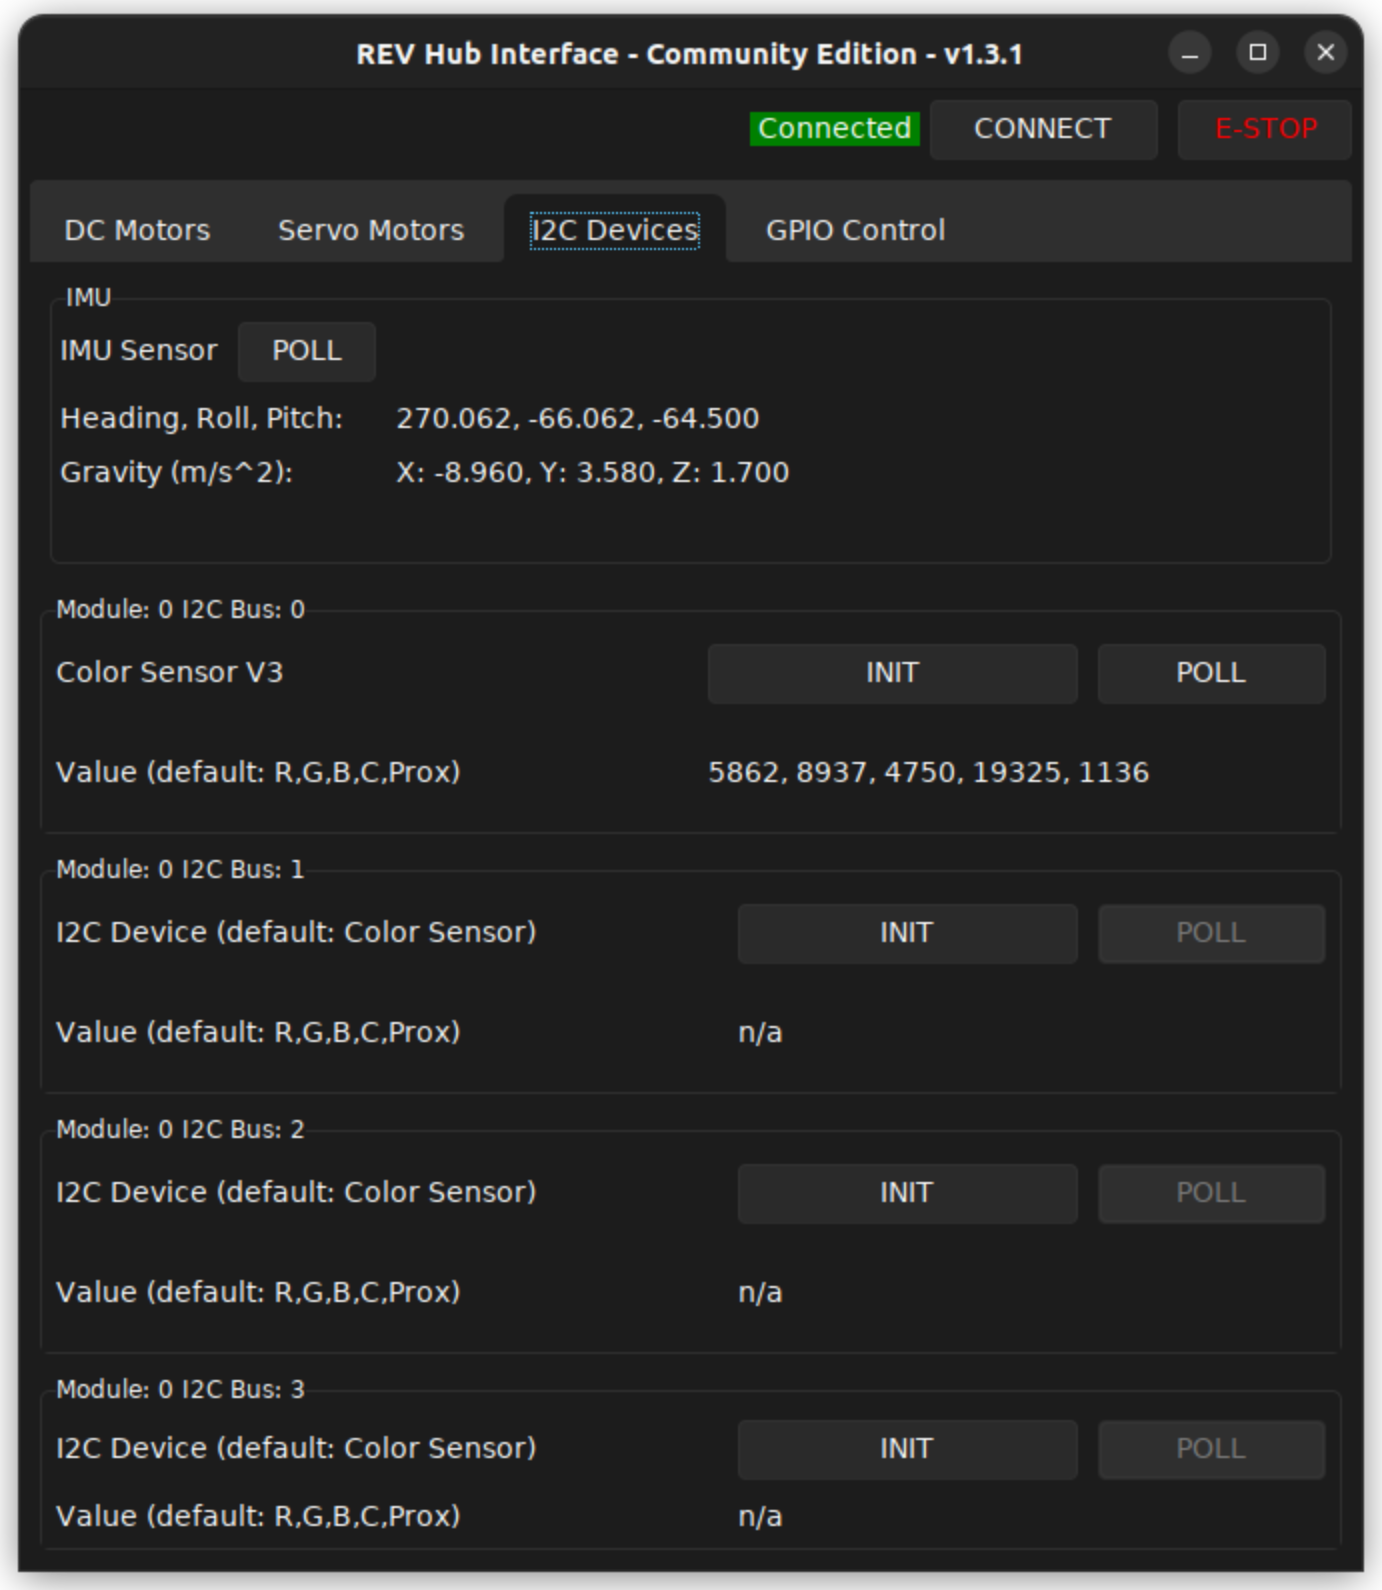 REV Hub Interface - Community Edition - v1.3.1
Connected CONNECT E-STOP
DC Motors Servo Motors I2C Devices GPIO Control
IMU
IMU Sensor POLL
Heading, Roll, Pitch: 270.062, -66.062, -64.500
Gravity (m/s^2): X: -8.960, Y: 3.580, Z: 1.700
Module: 0 I2C Bus: 0
Color Sensor V3 INIT POLL
Value (default: R,G,B,C,Prox) 5862, 8937, 4750, 19325, 1136
Module: 0 I2C Bus: 1
I2C Device (default: Color Sensor) INIT POLL
Value (default: R,G,B,C,Prox) n/a
Module: 0 I2C Bus: 2
I2C Device (default: Color Sensor) INIT POLL
Value (default: R,G,B,C,Prox) n/a
Module: 0 I2C Bus: 3
I2C Device (default: Color Sensor) INIT POLL
Value (default: R,G,B,C,Prox) n/a